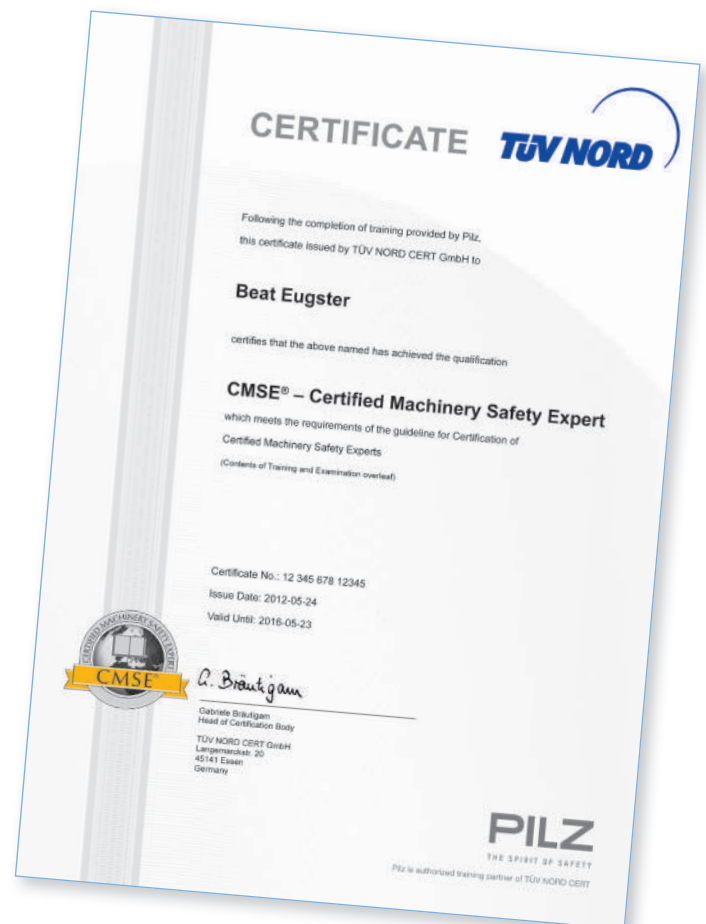 CERTIFICATE
TÜV NORD
Following the completion of training provided by Pilz,
this certificate issued by TÜV NORD CERT GmbH to
Beat Eugster
certifies that the above named has achieved the qualification
CMSE® – Certified Machinery Safety Expert
which meets the requirements of the guideline for Certification of
Certified Machinery Safety Experts
(Contents of Training and Examination overleaf)
Certificate No.: 12 345 678 12345
Issue Date: 2012-05-24
Valid Until: 2016-05-23
CERTIFIED MACHINERY SAFETY EXPERT
CMSE®
G. Bräutigam
Gabriele Bräutigam
Head of Certification Body
TÜV NORD CERT GmbH
Langemarckstr. 20
45141 Essen
Germany
PILZ
THE SPIRIT OF SAFETY
Pilz is authorized training partner of TÜV NORD CERT